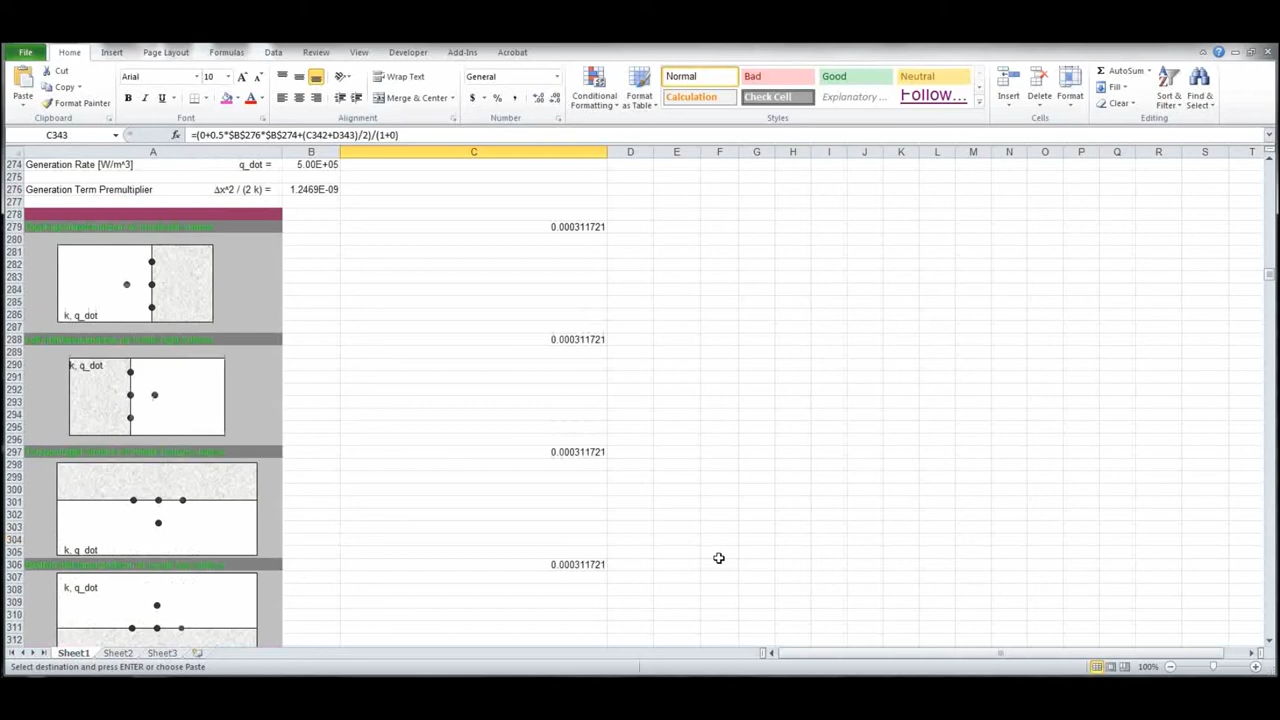 File Home Insert Page Layout Formulas Data Review View Developer Add-Ins Acrobat
Paste Cut Copy Format Painter Clipboard
Arial 10 Font
Wrap Text Merge & Center Alignment
General Number
Conditional Formatting Format as Table
Normal Bad Good Neutral
Calculation Check Cell Explanatory ... Follow...
Styles
Insert Delete Format Cells
AutoSum Fill Clear Sort & Filter Find & Select Editing
C343 fx =(0+0.5*$B$276*$B$274+(C342+D343)/2)/(1+0)
A B C D E F G H I J K L M N O P Q R S T
274 Generation Rate [W/m^3] q_dot = 5.00E+05
275
276 Generation Term Premultiplier Δx^2 / (2 k) = 1.2469E-09
277
278
279 0.000311721
280
281
282
283
284
285
286 k, q_dot
287
288 0.000311721
289
290 k, q_dot
291
292
293
294
295
296
297 0.000311721
298
299
300
301
302
303
304
305 k, q_dot
306 0.000311721
307
308 k, q_dot
309
310
311
312
Sheet1 Sheet2 Sheet3
Select destination and press ENTER or choose Paste 100%